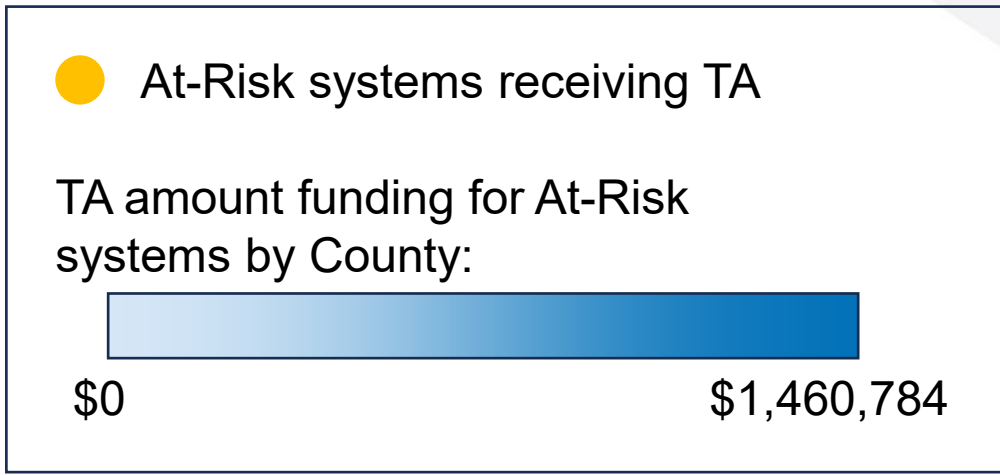 At-Risk systems receiving TA
TA amount funding for At-Risk
systems by County:
$0 $1,460,784